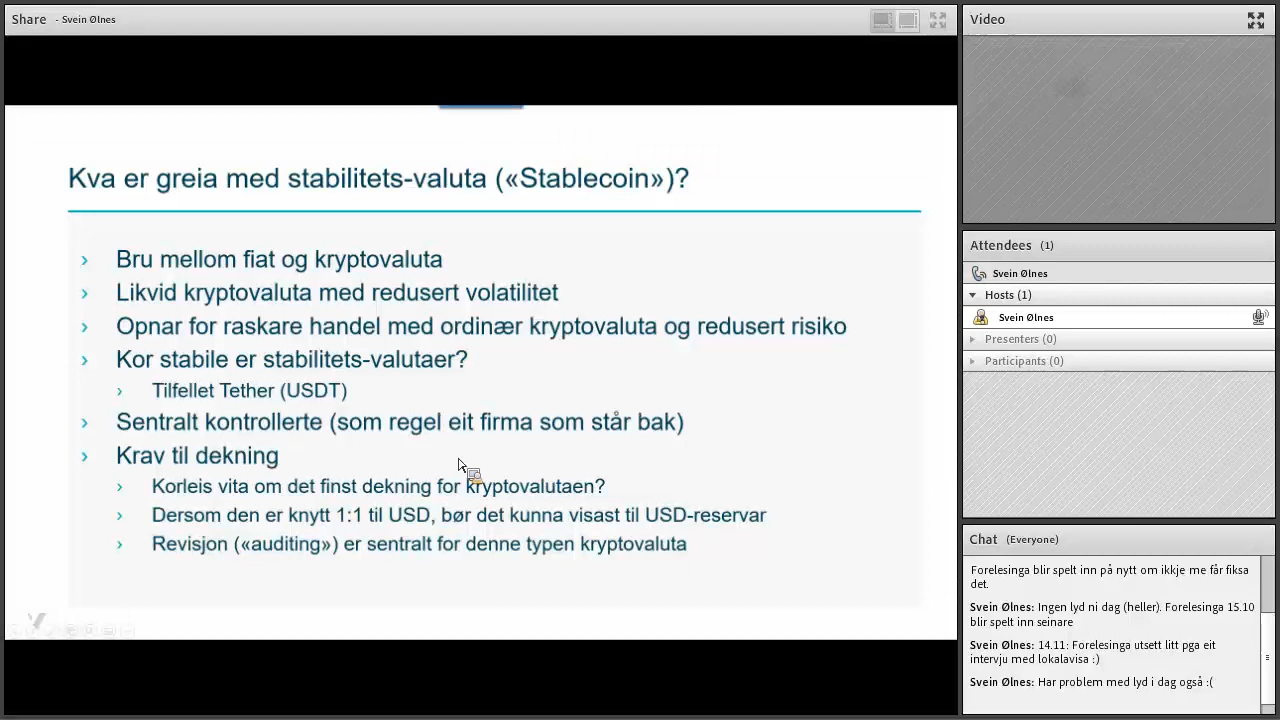 Share - Svein Ølnes
Kva er greia med stabilitets-valuta («Stablecoin»)?
› Bru mellom fiat og kryptovaluta
› Likvid kryptovaluta med redusert volatilitet
› Opnar for raskare handel med ordinær kryptovaluta og redusert risiko
› Kor stabile er stabilitets-valutaer?
› Tilfellet Tether (USDT)
› Sentralt kontrollerte (som regel eit firma som står bak)
› Krav til dekning
› Korleis vita om det finst dekning for kryptovalutaen?
› Dersom den er knytt 1:1 til USD, bør det kunna visast til USD-reservar
› Revisjon («auditing») er sentralt for denne typen kryptovaluta
Video
Attendees (1)
Svein Ølnes
Hosts (1)
Svein Ølnes
Presenters (0)
Participants (0)
Chat (Everyone)
Forelesinga blir spelt inn på nytt om ikkje me får fiksa
det.
Svein Ølnes: Ingen lyd ni dag (heller). Forelesinga 15.10
blir spelt inn seinare
Svein Ølnes: 14.11: Forelesinga utsett litt pga eit
intervju med lokalavisa :)
Svein Ølnes: Har problem med lyd i dag også :(